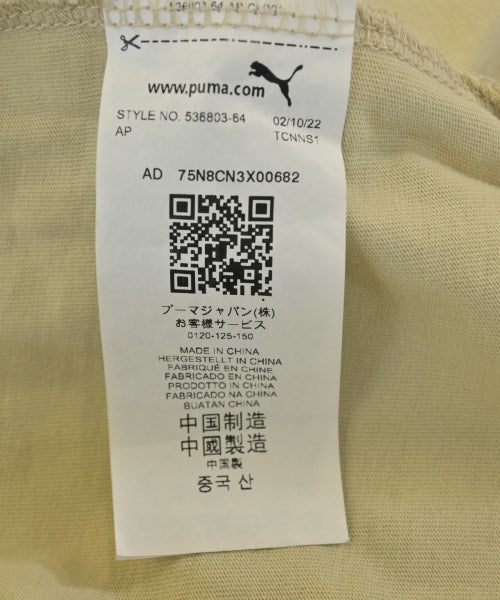 www.puma.com
STYLE NO. 536803-64 02/10/22
AP TCNNS1
AD 75N8CN3X00682
プーマジャパン(株)
お客様サービス
0120-125-150
MADE IN CHINA
HERGESTELLT IN CHINA
FABRIQUÉ EN CHINE
FABRICADO EN CHINA
PRODOTTO IN CHINA
FABRICADO NA CHINA
BUATAN CHINA
中国制造
中國製造
中国製
중국 산